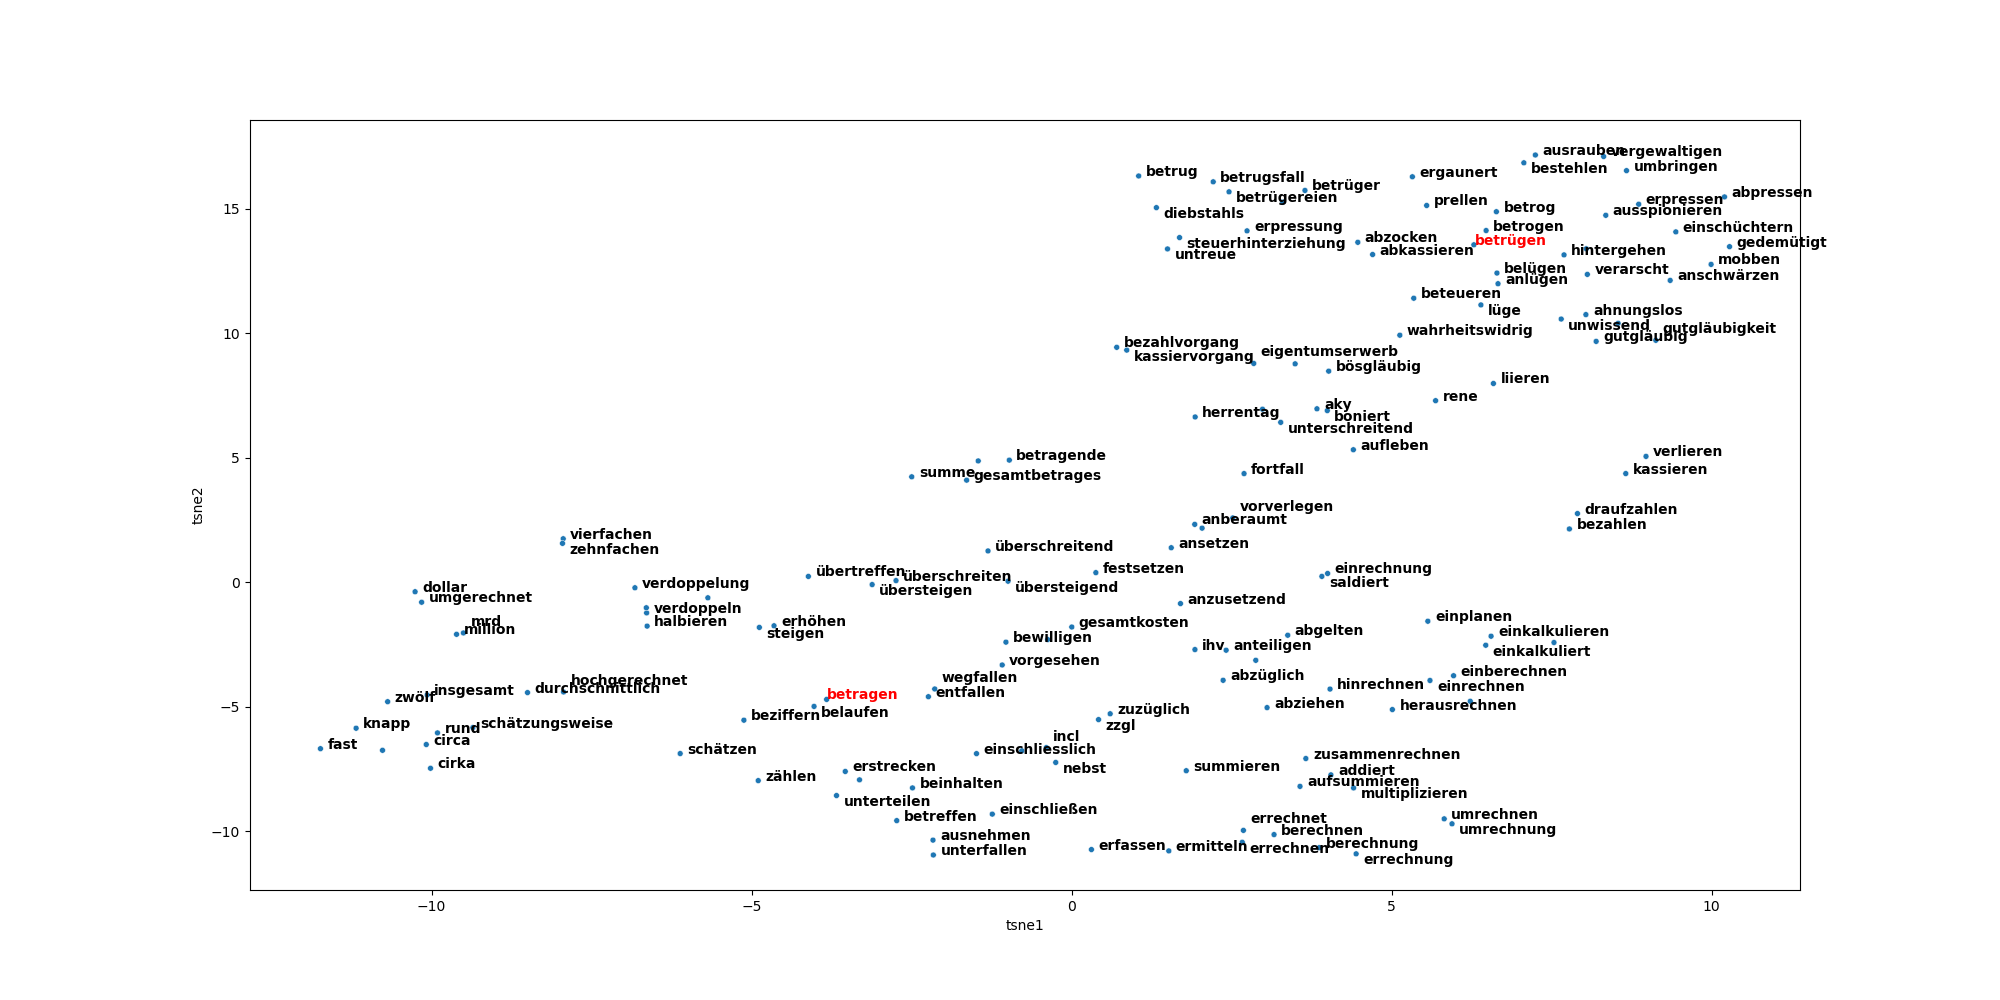 ausrauben
vergewaltigen
bestehlen
umbringen
betrug
betrugsfall
betrüger
ergaunert
betrügereien
prellen
betrog
erpressen
abpressen
ausspionieren
diebstahls
erpressung
betrogen
einschüchtern
steuerhinterziehung
abzocken
betrügen
gedemütigt
untreue
abkassieren
hintergehen
mobben
belügen
verarscht
anschwärzen
anlügen
beteueren
lüge
ahnungslos
unwissend
gutgläubigkeit
wahrheitswidrig
gutgläubig
bezahlvorgang
kassiervorgang
eigentumserwerb
bösgläubig
liieren
rene
herrentag
aky
boniert
unterschreitend
aufleben
verlieren
betragende
summe
gesamtbetrages
fortfall
kassieren
vorverlegen
anberaumt
draufzahlen
bezahlen
vierfachen
zehnfachen
überschreitend
ansetzen
übertreffen
überschreiten
übersteigen
übersteigend
festsetzen
einrechnung
saldiert
dollar
umgerechnet
verdoppelung
verdoppeln
halbieren
anzusetzend
mrd
million
erhöhen
steigen
gesamtkosten
bewilligen
abgelten
einplanen
einkalkulieren
ihv
anteiligen
einkalkuliert
vorgesehen
wegfallen
entfallen
abzüglich
einberechnen
hinrechnen
einrechnen
hochgerechnet
durchschnittlich
insgesamt
zwölf
betragen
belaufen
beziffern
abziehen
herausrechnen
zuzüglich
zzgl
knapp
schätzungsweise
rund
circa
fast
cirka
schätzen
incl
einschliesslich
nebst
zusammenrechnen
zählen
erstrecken
beinhalten
summieren
addiert
aufsummieren
multiplizieren
unterteilen
betreffen
einschließen
umrechnen
umrechnung
ausnehmen
unterfallen
errechnet
berechnen
erfassen
ermitteln
errechnen
berechnung
errechnung
15
10
5
0
−5
−10
tsne2
−10
−5
0
5
10
tsne1